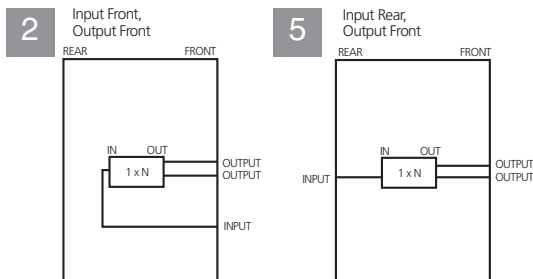 2
Input Front,
Output Front
REAR
FRONT
IN
OUT
1 x N
OUTPUT
OUTPUT
INPUT
5
Input Rear,
Output Front
REAR
FRONT
IN
OUT
1 x N
OUTPUT
OUTPUT
INPUT